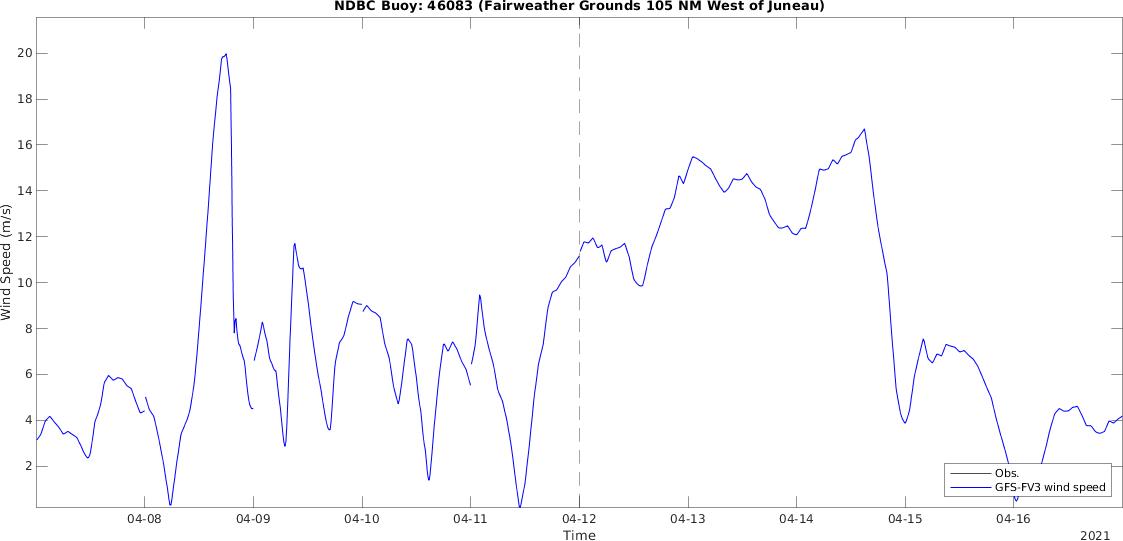 NDBC Buoy: 46083 (Fairweather Grounds 105 NM West of Juneau)
Wind Speed (m/s)
20
18
16
14
12
10
8
6
4
2
Obs.
GFS-FV3 wind speed
04-08 04-09 04-10 04-11 04-12 04-13 04-14 04-15 04-16
Time
2021